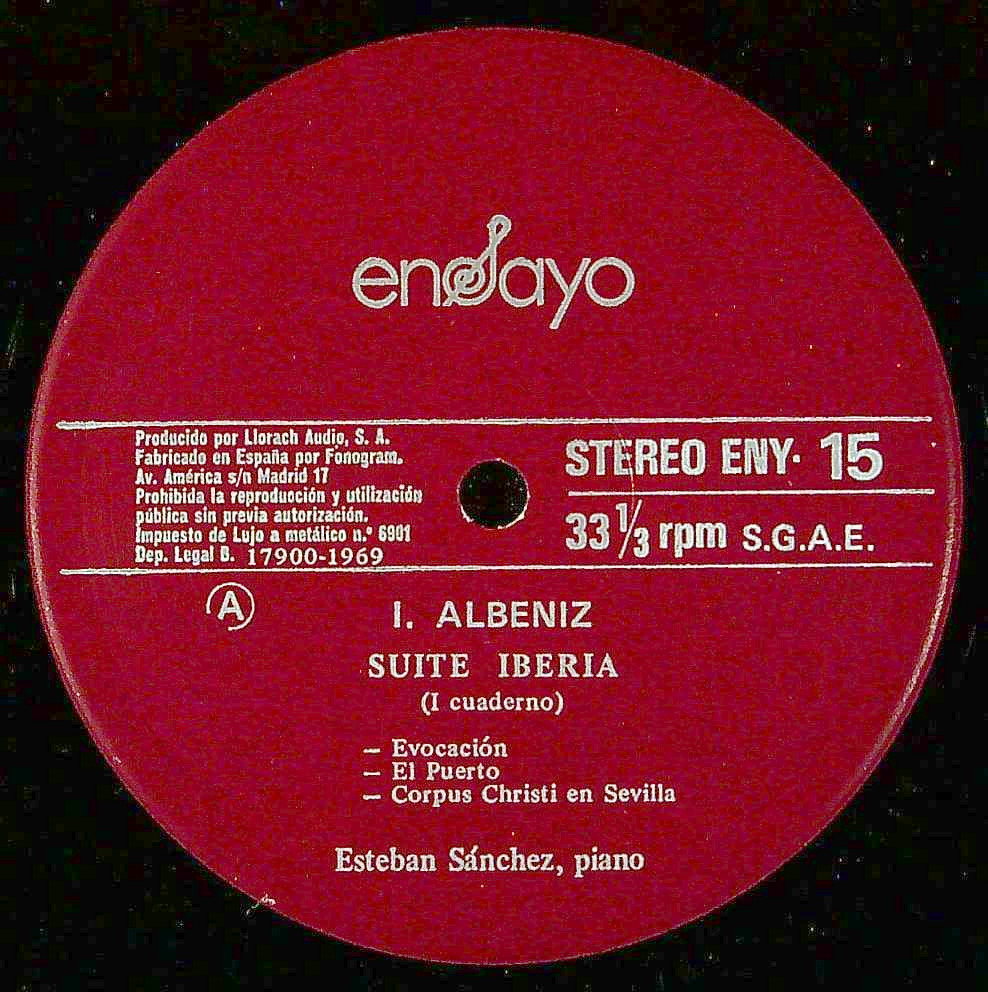 ensayo
Producido por Llorach Audio, S. A.
Fabricado en España por Fonogram.
Av. América s/n Madrid 17
Prohibida la reproducción y utilización
pública sin previa autorización.
Impuesto de Lujo a metálico n.º 6901
Dep. Legal B. 17900-1969
STEREO ENY· 15
33 1/3 rpm S.G.A.E.
A
I. ALBENIZ
SUITE IBERIA
(I cuaderno)
— Evocación
— El Puerto
— Corpus Christi en Sevilla
Esteban Sánchez, piano